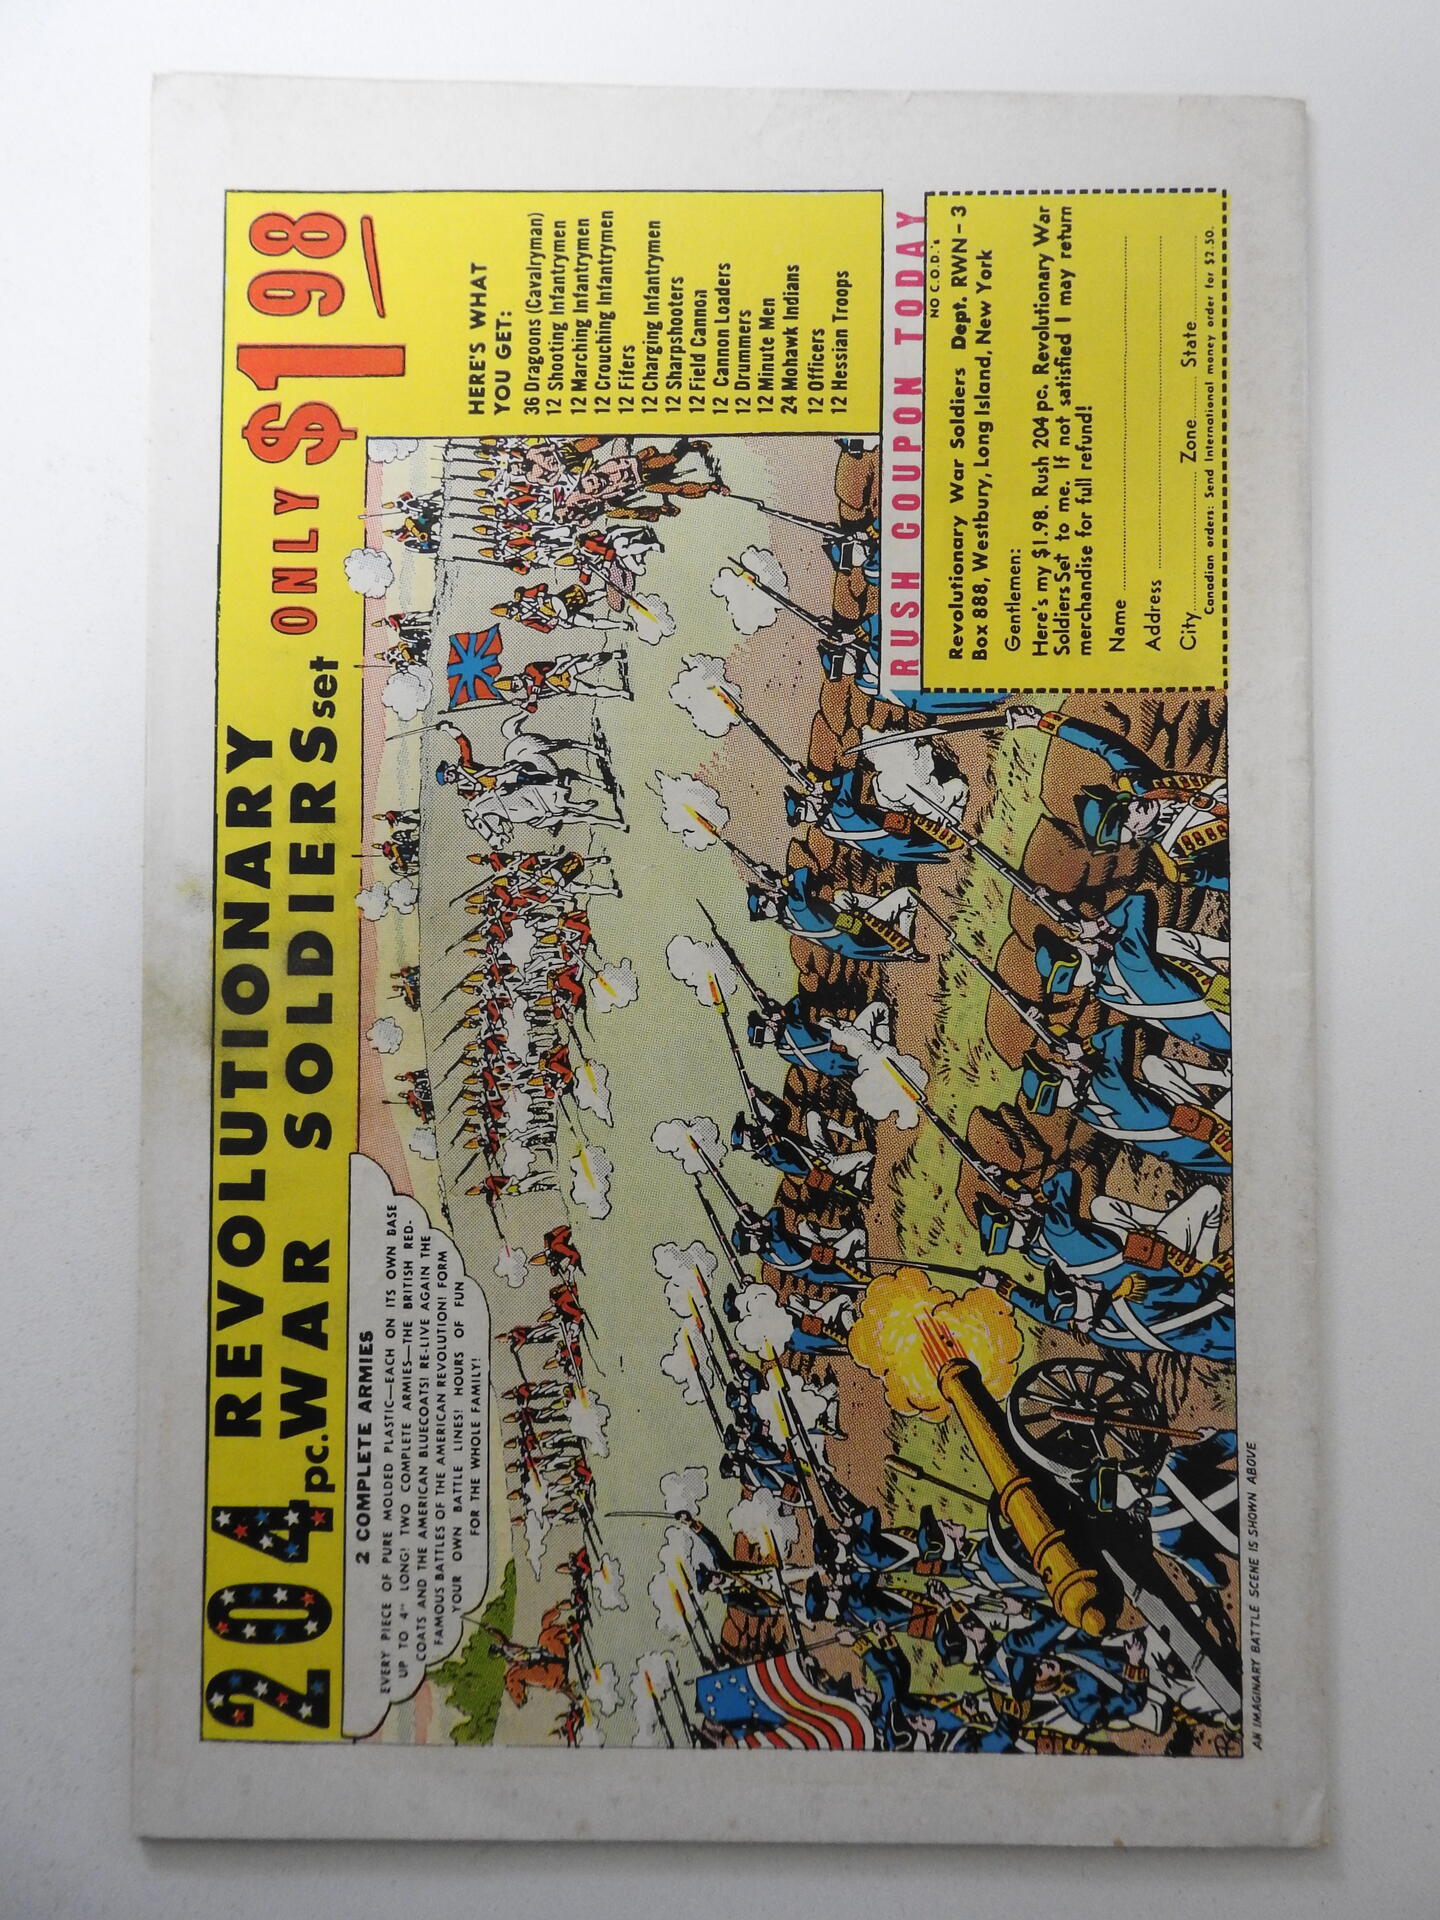 204 REVOLUTIONARY
pc. WAR SOLDIERS set
ONLY $1 98
2 COMPLETE ARMIES
EVERY PIECE OF PURE MOLDED PLASTIC—EACH ON ITS OWN BASE
UP TO 4" LONG! TWO COMPLETE ARMIES—THE BRITISH RED-
COATS AND THE AMERICAN BLUECOATS! RE-LIVE AGAIN THE
FAMOUS BATTLES OF THE AMERICAN REVOLUTION! FORM
YOUR OWN BATTLE LINES! HOURS OF FUN
FOR THE WHOLE FAMILY!
HERE'S WHAT
YOU GET:
36 Dragoons (Cavalryman)
12 Shooting Infantrymen
12 Marching Infantrymen
12 Crouching Infantrymen
12 Fifers
12 Charging Infantrymen
12 Sharpshooters
12 Field Cannon
12 Cannon Loaders
12 Drummers
12 Minute Men
24 Mohawk Indians
12 Officers
12 Hessian Troops
RUSH COUPON TODAY
NO C.O.D.'s
Revolutionary War Soldiers Dept. RWN-3
Box 888, Westbury, Long Island, New York
Gentlemen:
Here's my $1.98. Rush 204 pc. Revolutionary War
Soldiers Set to me. If not satisfied I may return
merchandise for full refund!
Name
Address
City Zone State
Canadian orders: Send International money order for $2.50.
AN IMAGINARY BATTLE SCENE IS SHOWN ABOVE